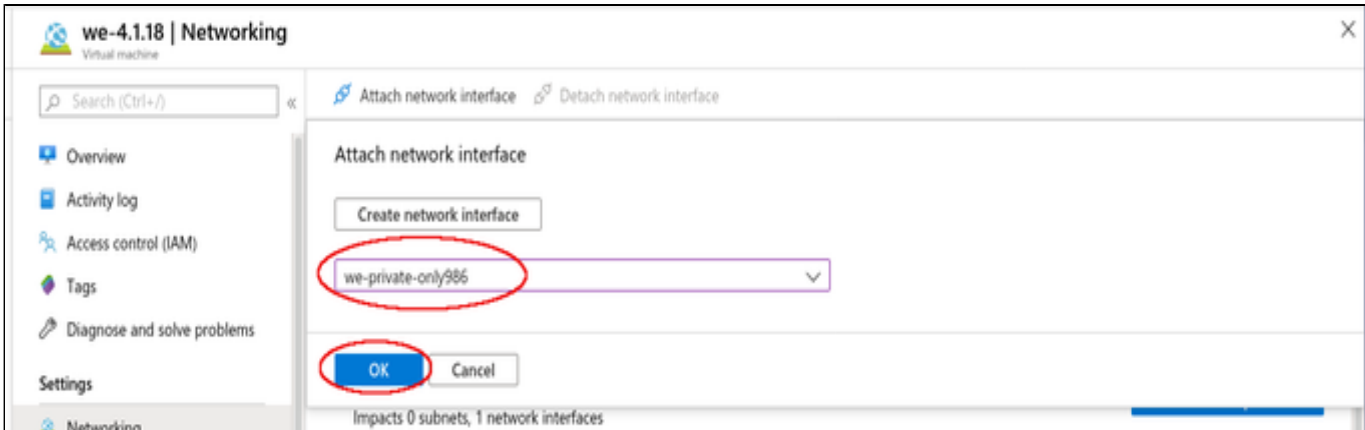 we-4.1.18 | Networking
Virtual machine
Search (Ctrl+/)
«
Attach network interface
Detach network interface
Overview
Activity log
Access control (IAM)
Tags
Diagnose and solve problems
Settings
Networking
Attach network interface
Create network interface
we-private-only986
OK
Cancel
Impacts 0 subnets, 1 network interfaces